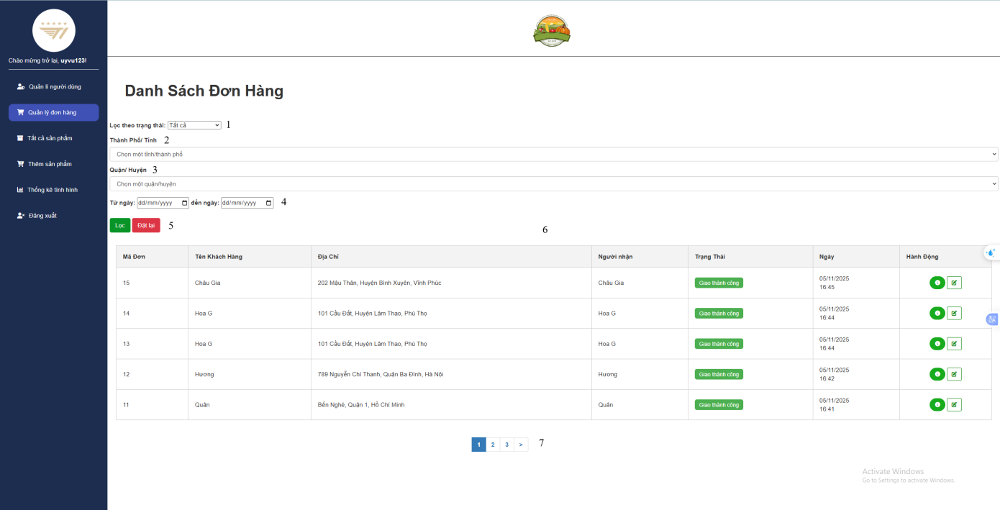 Chào mừng trở lại, uyvu123!
Quản lí người dùng
Quản lý đơn hàng
Tất cả sản phẩm
Thêm sản phẩm
Thống kê tình hình
Đăng xuất
Danh Sách Đơn Hàng
Lọc theo trạng thái: Tất cả 1
Thành Phố/ Tỉnh 2
Chọn một tỉnh/thành phố
Quận/ Huyện 3
Chọn một quận/huyện
Từ ngày: dd/mm/yyyy đến ngày: dd/mm/yyyy 4
Lọc Đặt lại 5
6
Mã Đơn Tên Khách Hàng Địa Chỉ Người nhận Trạng Thái Ngày Hành Động
15 Châu Gia 202 Mậu Thân, Huyện Bình Xuyên, Vĩnh Phúc Châu Gia Giao thành công 05/11/2025
16:45
14 Hoa G 101 Cầu Đất, Huyện Lâm Thao, Phú Thọ Hoa G Giao thành công 05/11/2025
16:44
13 Hoa G 101 Cầu Đất, Huyện Lâm Thao, Phú Thọ Hoa G Giao thành công 05/11/2025
16:44
12 Hương 789 Nguyễn Chí Thanh, Quận Ba Đình, Hà Nội Hương Giao thành công 05/11/2025
16:42
11 Quân Bến Nghé, Quận 1, Hồ Chí Minh Quân Giao thành công 05/11/2025
16:41
1 2 3 > 7
Activate Windows
Go to Settings to activate Windows.